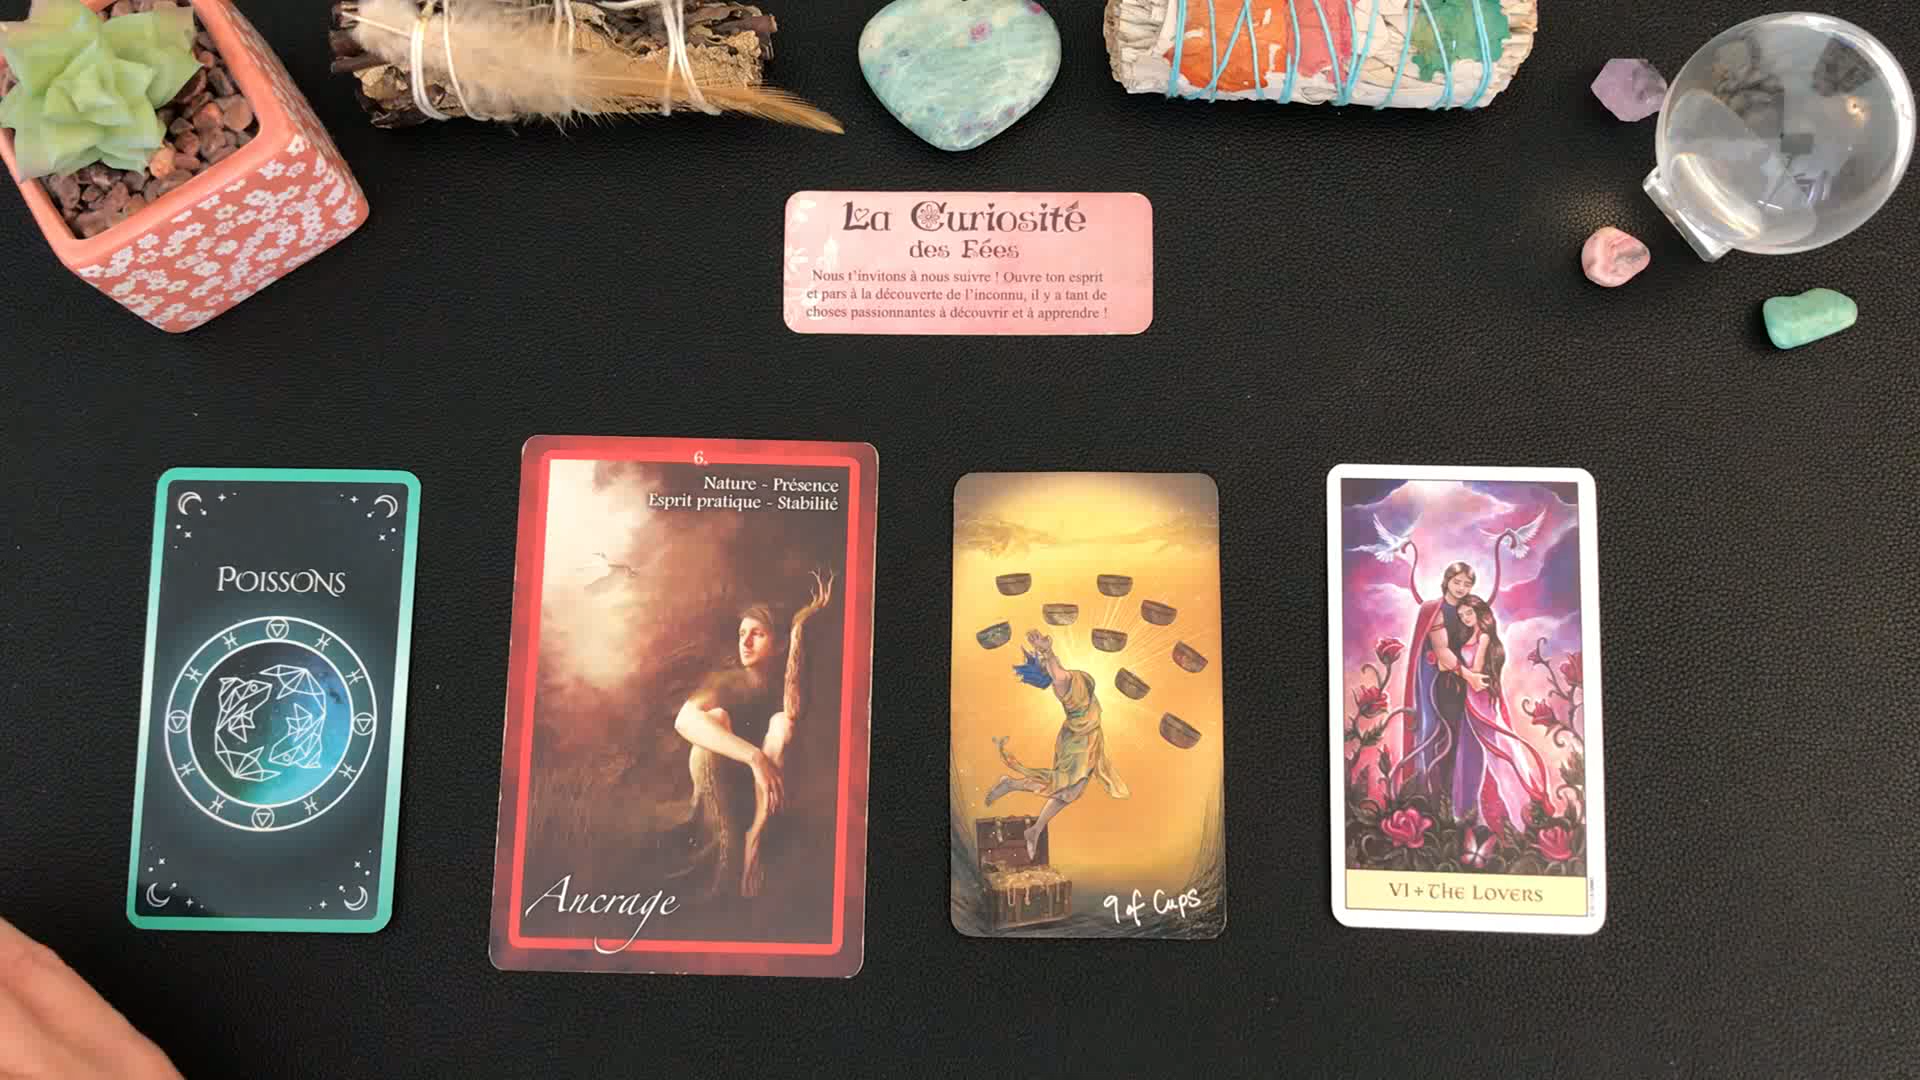 La Curiosité
des Fées
Nous t'invitons à nous suivre ! Ouvre ton esprit
et pars à la découverte de l'inconnu, il y a tant de
choses passionnantes à découvrir et à apprendre !
POISSONS
6.
Nature - Présence
Esprit pratique - Stabilité
Ancrage
9 of Cups
VI + THE LOVERS